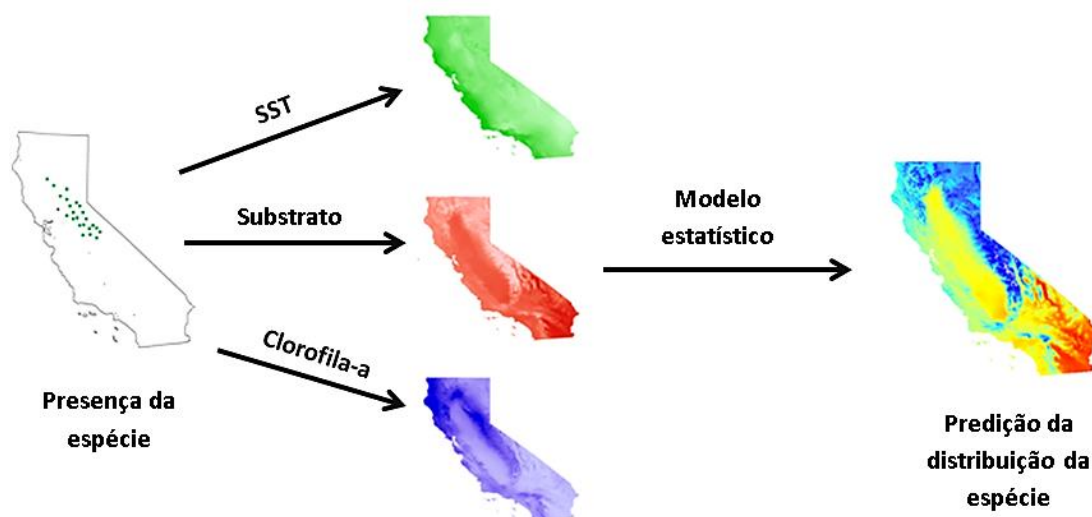 SST
Substrato
Clorofila-a
Presença da
espécie
Modelo
estatístico
Predição da
distribuição da
espécie